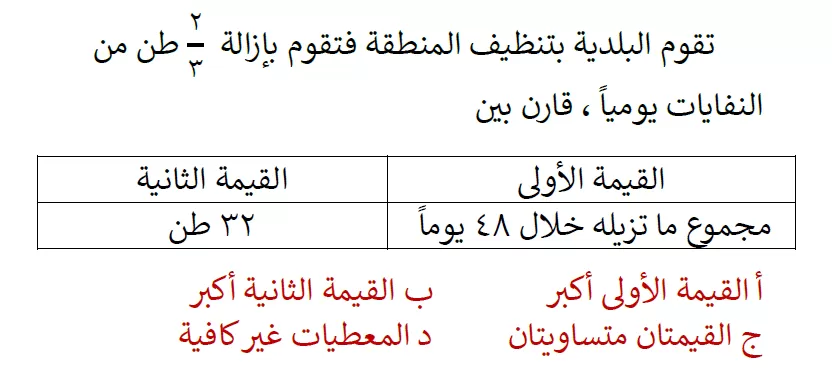 تقوم البلدية بتنظيف المنطقة فتقوم بإزالة ٢/٣ طن من
النفايات يومياً ، قارن بين
القيمة الأولى القيمة الثانية
مجموع ما تزيله خلال ٤٨ يوماً ٣٢ طن
أ القيمة الأولى أكبر ب القيمة الثانية أكبر
ج القيمتان متساويتان د المعطيات غير كافية